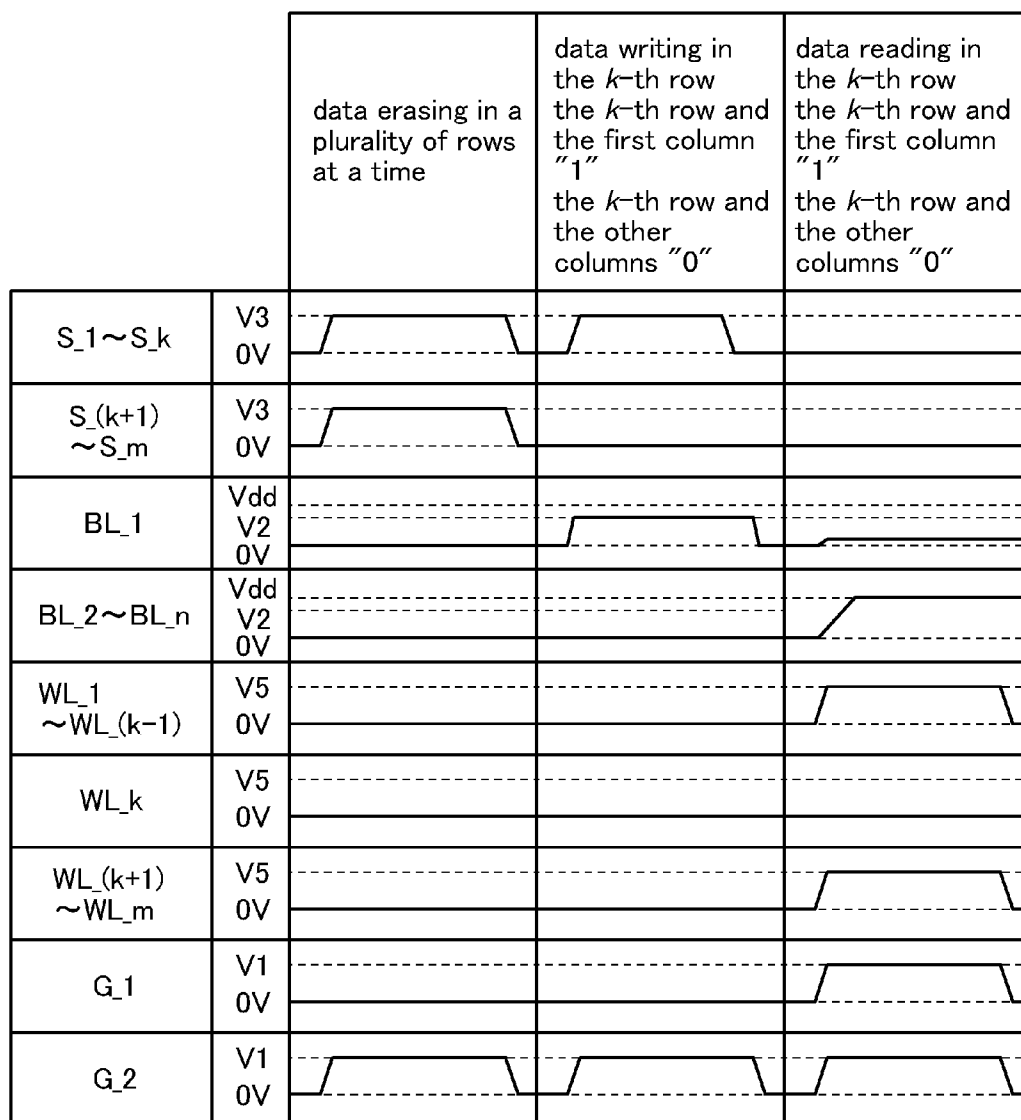 data erasing in a
plurality of rows
at a time
data writing in
the k-th row
the k-th row and
the first column
"1"
the k-th row and
the other
columns "0"
data reading in
the k-th row
the k-th row and
the first column
"1"
the k-th row and
the other
columns "0"
S_1~S_k
V3
0V
S_(k+1)
~S_m
V3
0V
BL_1
Vdd
V2
0V
BL_2~BL_n
Vdd
V2
0V
WL_1
~WL_(k-1)
V5
0V
WL_k
V5
0V
WL_(k+1)
~WL_m
V5
0V
G_1
V1
0V
G_2
V1
0V